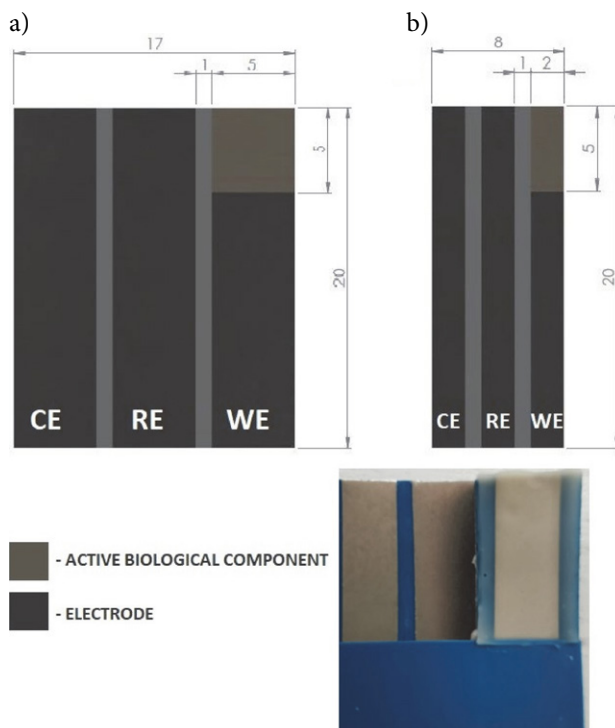 a)
17
1
5
5
20
CE
RE
WE
b)
8
1
2
5
20
CE
RE
WE
- ACTIVE BIOLOGICAL COMPONENT
- ELECTRODE